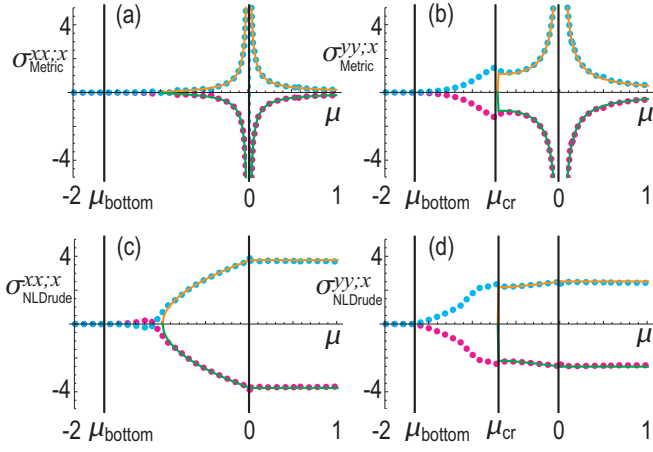 (a)
σ^{xx;x}_{Metric}
4
-4
μ
-2 μ_{bottom} 0 1
(b)
σ^{yy;x}_{Metric}
4
-4
μ
-2 μ_{bottom} μ_{cr} 0 1
(c)
σ^{xx;x}_{NLDrude}
4
-4
μ
-2 μ_{bottom} 0 1
(d)
σ^{yy;x}_{NLDrude}
4
-4
μ
-2 μ_{bottom} μ_{cr} 0 1